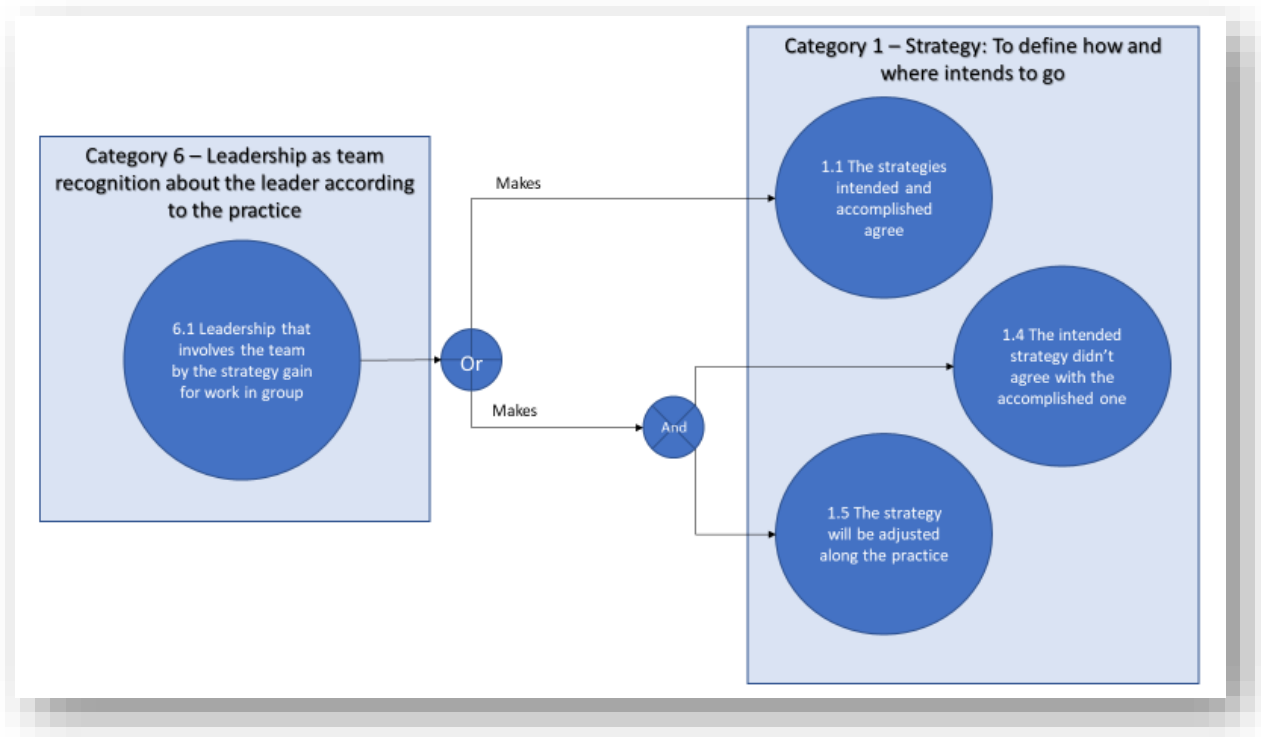 Category 6 – Leadership as team
recognition about the leader according
to the practice
6.1 Leadership that
involves the team
by the strategy gain
for work in group
Or
Makes
Makes
And
Category 1 – Strategy: To define how and
where intends to go
1.1 The strategies
intended and
accomplished
agree
1.4 The intended
strategy didn’t
agree with the
accomplished one
1.5 The strategy
will be adjusted
along the practice